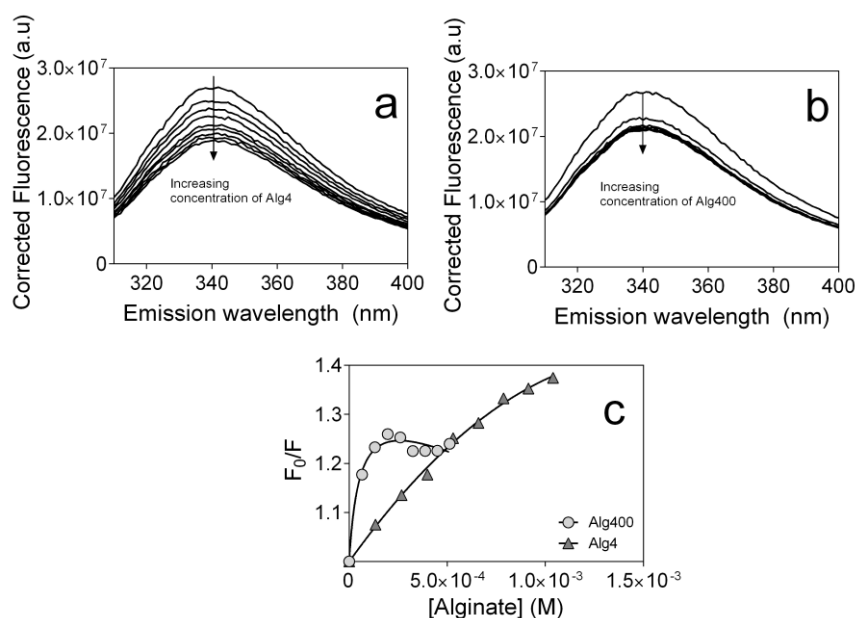 Corrected Fluorescence (a.u)
3.0×10⁷
2.0×10⁷
1.0×10⁷
0
a
Increasing
concentration of Alg4
320 340 360 380 400
Emission wavelength (nm)
Corrected Fluorescence (a.u)
3.0×10⁷
2.0×10⁷
1.0×10⁷
0
b
Increasing
concentration of Alg400
320 340 360 380 400
Emission wavelength (nm)
F₀/F
1.4
1.3
1.2
1.1
c
Alg400
Alg4
0 5.0×10⁻⁴ 1.0×10⁻³ 1.5×10⁻³
[Alginate] (M)